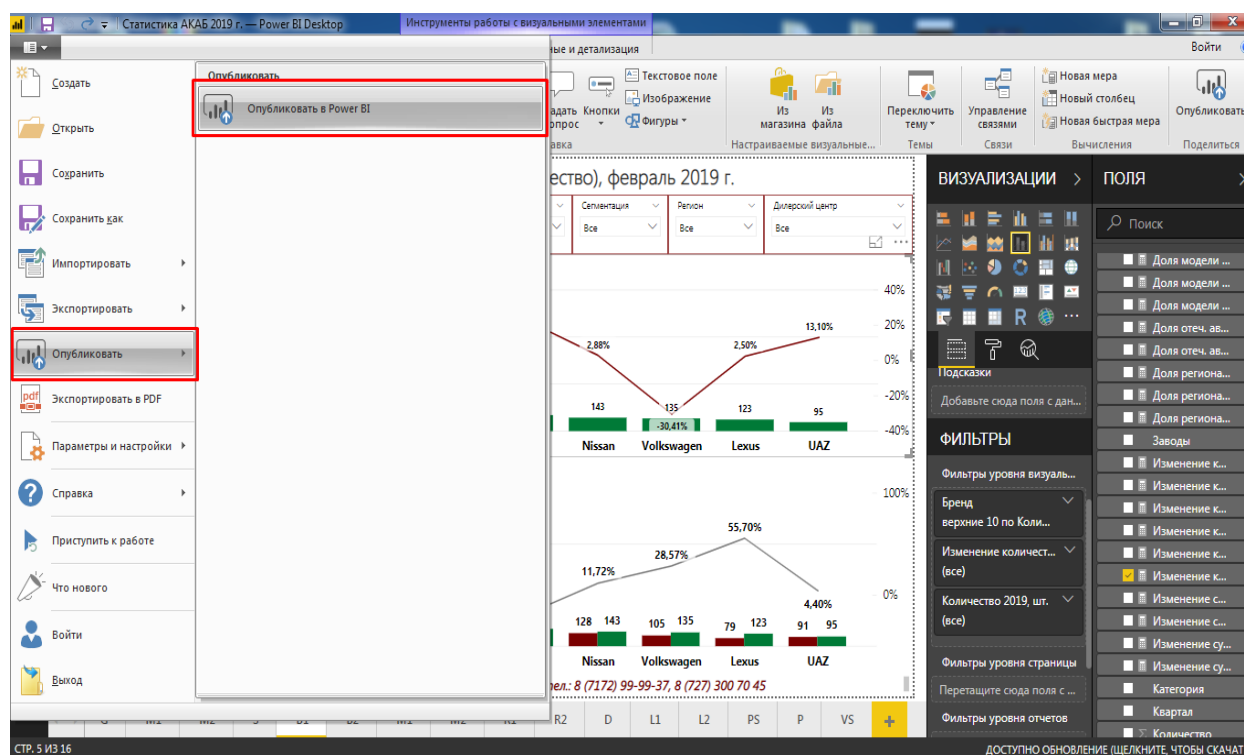 Статистика АКАБ 2019 г. — Power BI Desktop
Инструменты работы с визуальными элементами
ные и детализация
Войти
Создать
Открыть
Сохранить
Сохранить как
Импортировать
Экспортировать
Опубликовать
Экспортировать в PDF
Параметры и настройки
Справка
Приступить к работе
Что нового
Войти
Выход
Опубликовать
Опубликовать в Power BI
адать вопрос
Кнопки
Текстовое поле
Изображение
Фигуры
Из магазина
Из файла
Настраиваемые визуальные...
Переключить тему
Темы
Управление связями
Связи
Новая мера
Новый столбец
Новая быстрая мера
Вычисления
Опубликовать
Поделиться
ество), февраль 2019 г.
Сегментация
Регион
Дилерский центр
Все
Все
Все
40%
20%
0%
-20%
-40%
2,88%
2,50%
13,10%
143
135
123
95
-30,41%
Nissan
Volkswagen
Lexus
UAZ
100%
0%
11,72%
28,57%
55,70%
4,40%
128 143
105 135
79 123
91 95
Nissan
Volkswagen
Lexus
UAZ
тел.: 8 (7172) 99-99-37, 8 (727) 300 70 45
ВИЗУАЛИЗАЦИИ
R
Подсказки
Добавьте сюда поля с дан...
ФИЛЬТРЫ
Фильтры уровня визуаль...
Бренд
верхние 10 по Коли...
Изменение количест...
(все)
Количество 2019, шт.
(все)
Фильтры уровня страницы
Перетащите сюда поля с ...
Фильтры уровня отчетов
ПОЛЯ
Поиск
Доля модели ...
Доля модели ...
Доля модели ...
Доля отеч. ав...
Доля отеч. ав...
Доля региона...
Доля региона...
Доля региона...
Заводы
Изменение к...
Изменение к...
Изменение к...
Изменение к...
Изменение к...
Изменение к...
Изменение с...
Изменение с...
Изменение су...
Изменение су...
Категория
Квартал
Количество
R2
D
L1
L2
PS
P
VS
СТР. 5 ИЗ 16
ДОСТУПНО ОБНОВЛЕНИЕ (ЩЕЛКНИТЕ, ЧТОБЫ СКАЧАТ